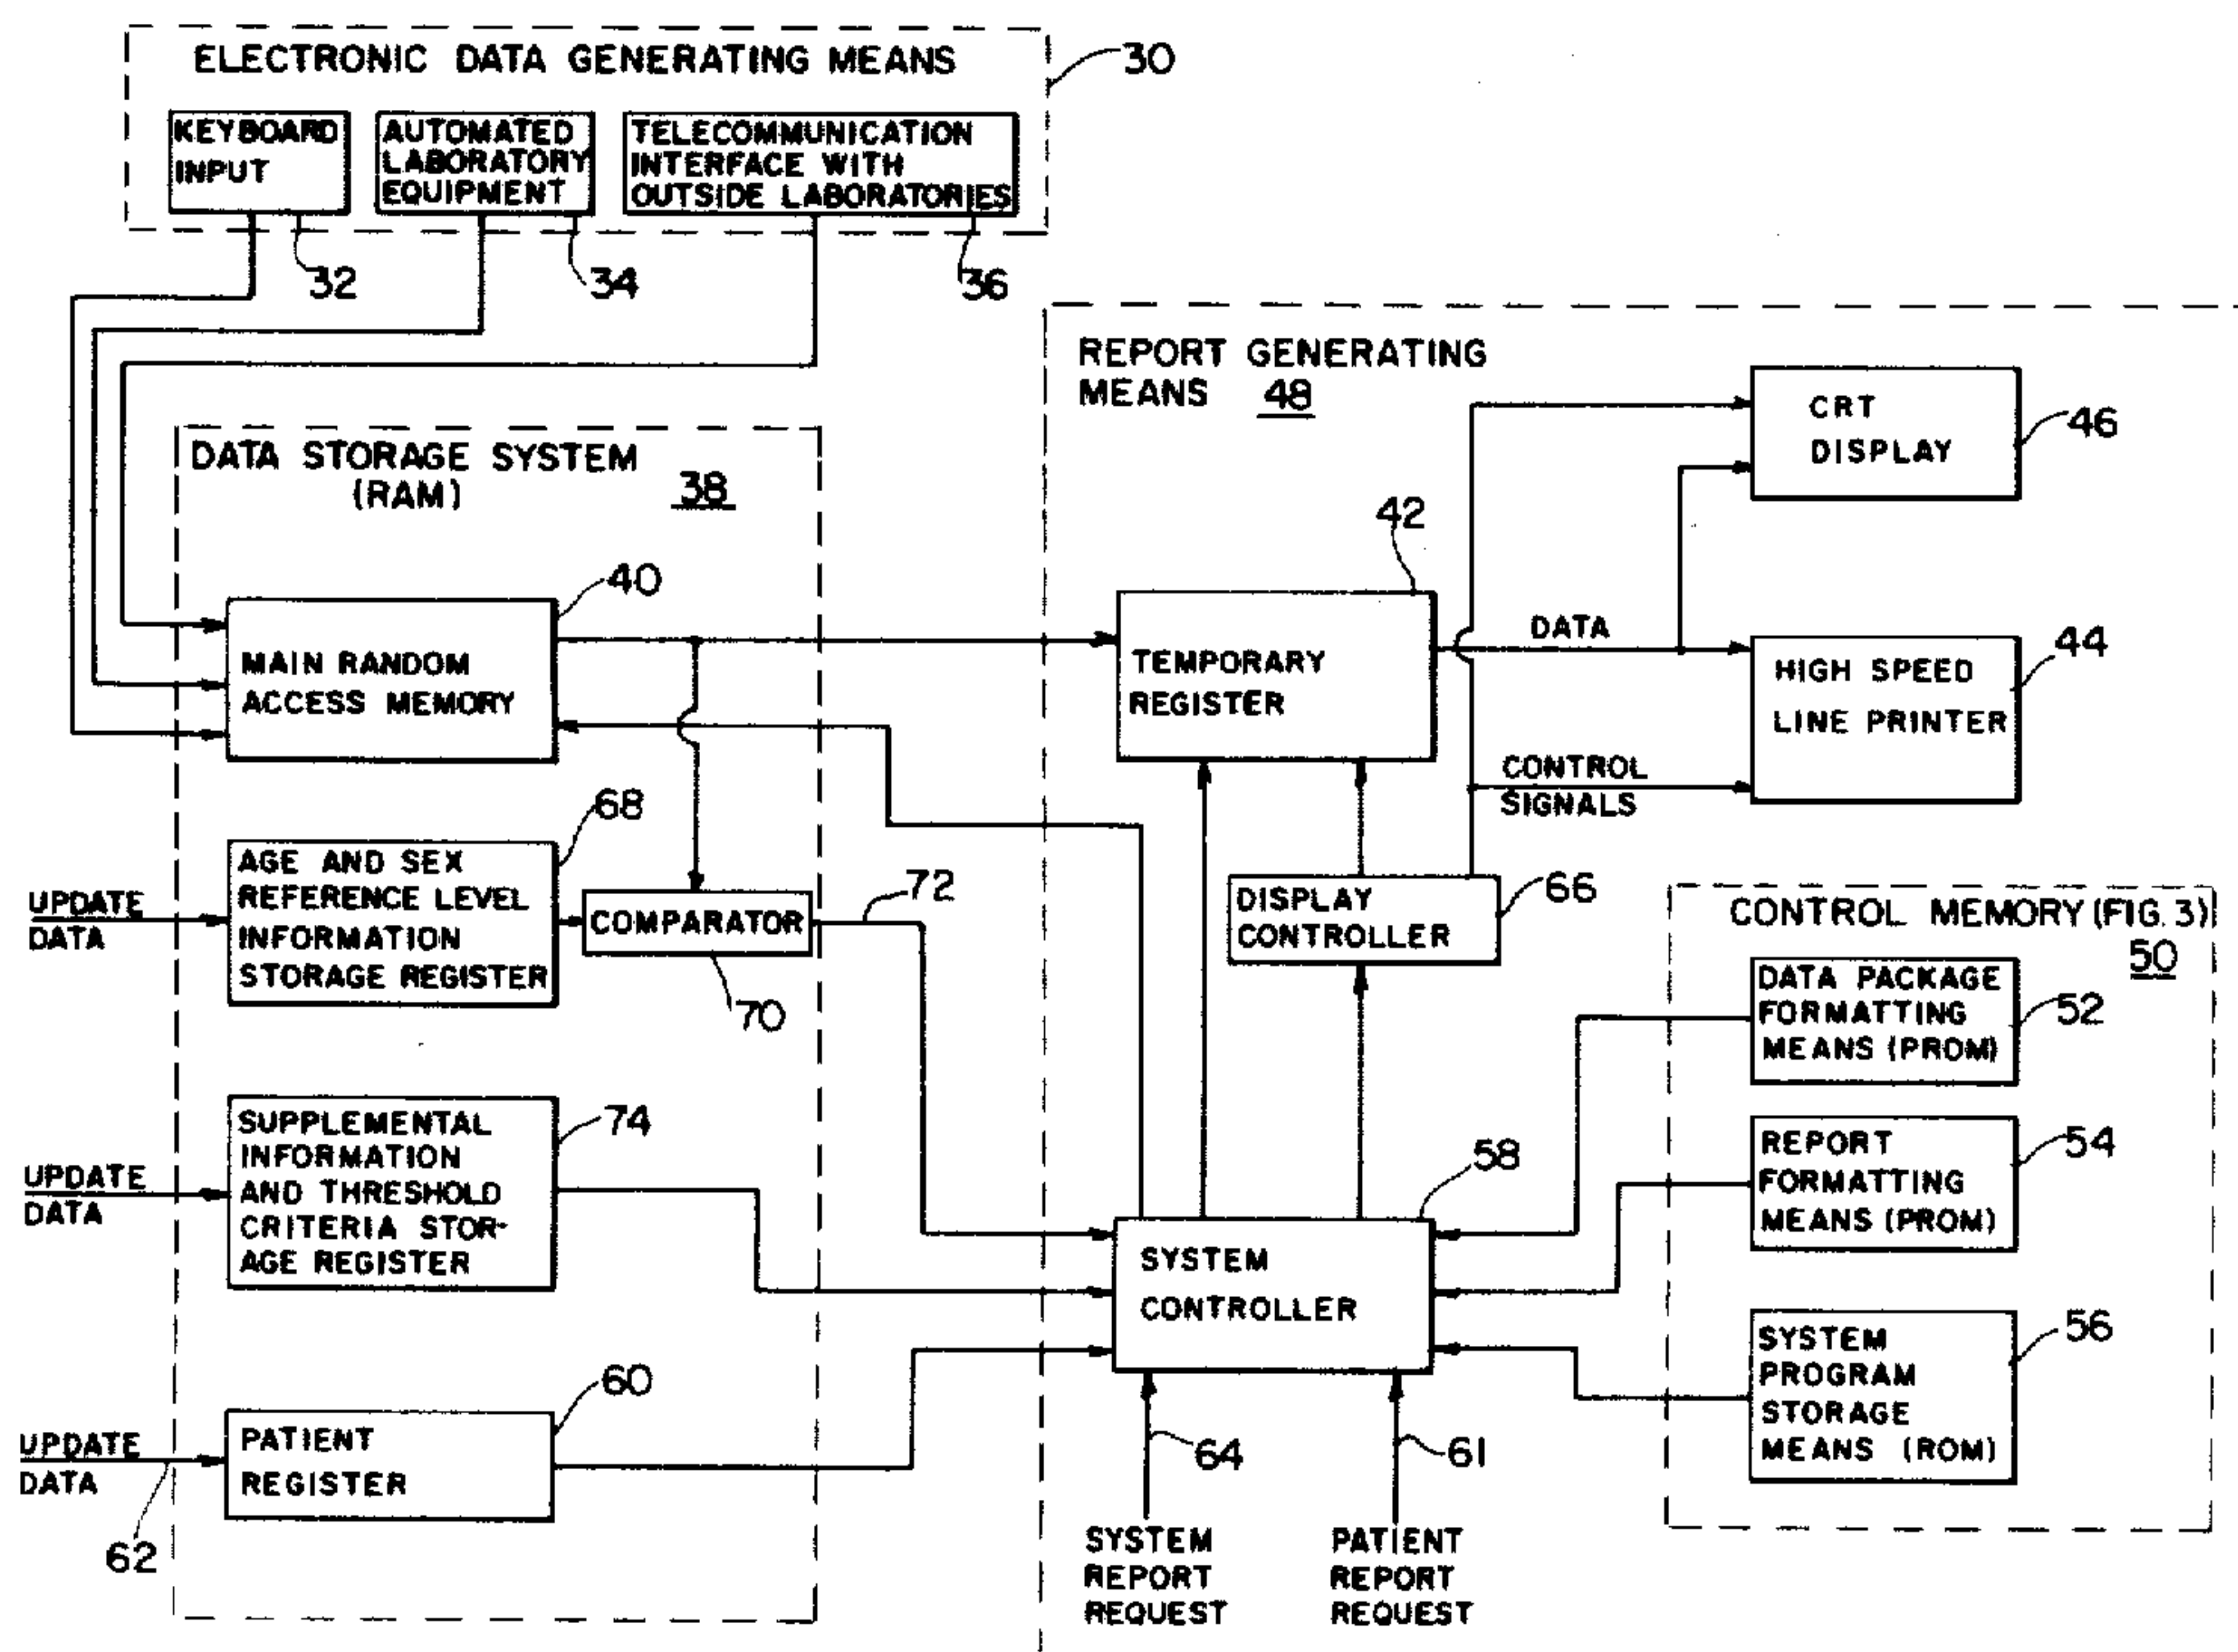 ELECTRONIC DATA GENERATING MEANS
30
KEYBOARD
INPUT
32
AUTOMATED
LABORATORY
EQUIPMENT
34
TELECOMMUNICATION
INTERFACE WITH
OUTSIDE LABORATORIES
36
DATA STORAGE SYSTEM
(RAM)
38
MAIN RANDOM
ACCESS MEMORY
40
UPDATE
DATA
AGE AND SEX
REFERENCE LEVEL
INFORMATION
STORAGE REGISTER
68
COMPARATOR
70
72
UPDATE
DATA
SUPPLEMENTAL
INFORMATION
AND THRESHOLD
CRITERIA STOR-
AGE REGISTER
74
UPDATE
DATA
62
PATIENT
REGISTER
60
REPORT GENERATING
MEANS 48
TEMPORARY
REGISTER
42
DATA
CONTROL
SIGNALS
CRT
DISPLAY
46
HIGH SPEED
LINE PRINTER
44
DISPLAY
CONTROLLER
66
SYSTEM
CONTROLLER
58
64
SYSTEM
REPORT
REQUEST
61
PATIENT
REPORT
REQUEST
CONTROL MEMORY (FIG. 3)
50
DATA PACKAGE
FORMATTING
MEANS (PROM)
52
REPORT
FORMATTING
MEANS (PROM)
54
SYSTEM
PROGRAM
STORAGE
MEANS (ROM)
56